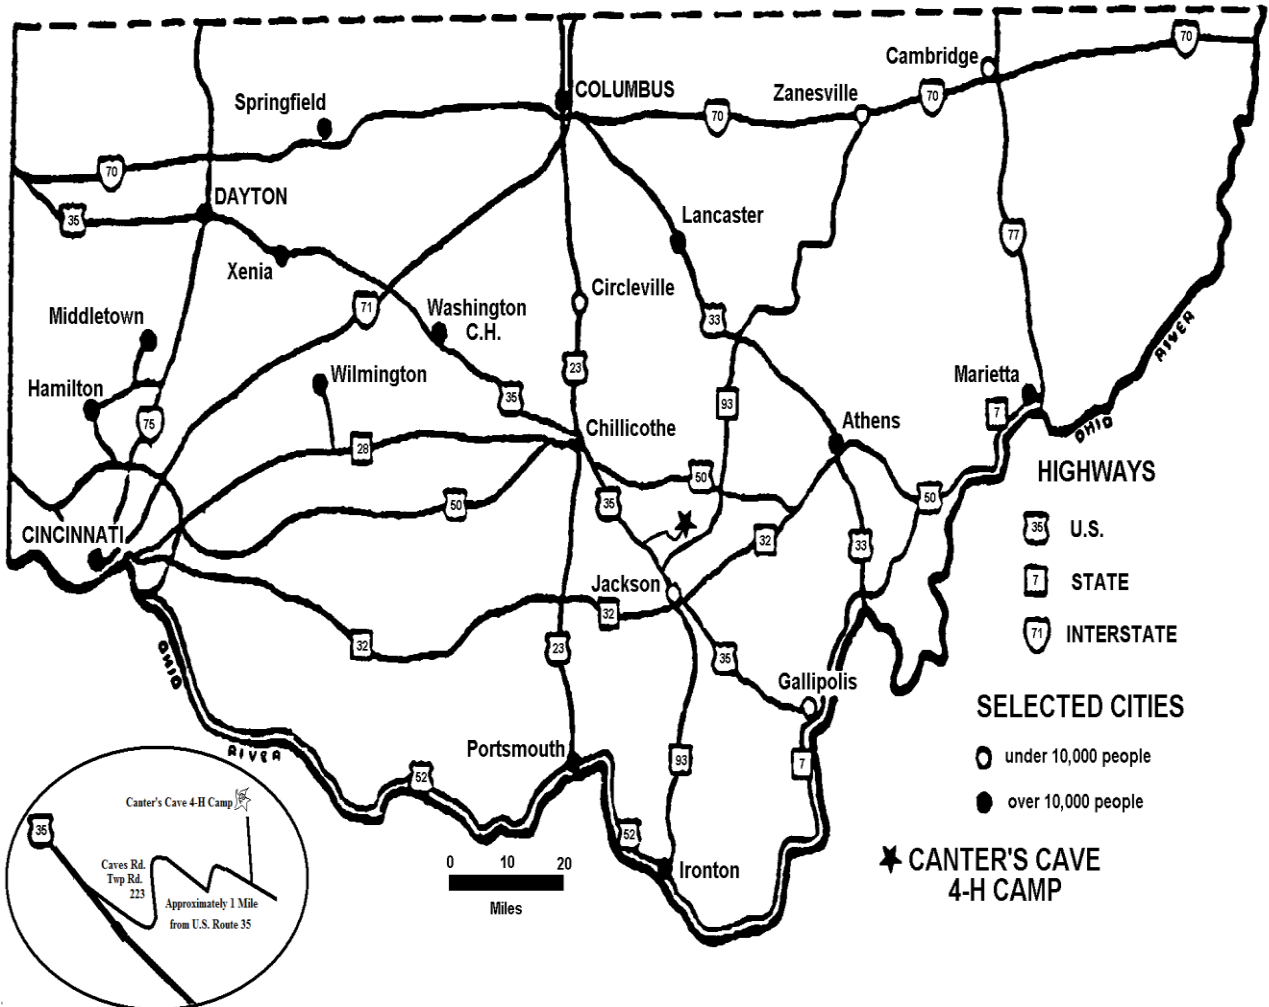 70
Cambridge
COLUMBUS
Zanesville
70
Springfield
70
70
DAYTON
35
Lancaster
77
Xenia
Circleville
71
Washington
C.H.
33
Middletown
RIVER
23
Wilmington
Marietta
Hamilton
35
93
7
75
Athens
OHIO
Chillicothe
28
HIGHWAYS
50
50
35
50
CINCINNATI
35
U.S.
32
33
Jackson
7
STATE
32
71
INTERSTATE
32
OHIO
23
35
Gallipolis
SELECTED CITIES
RIVER
Portsmouth
under 10,000 people
52
93
7
over 10,000 people
Canter's Cave 4-H Camp
35
52
0 10 20
Miles
Ironton
CANTER'S CAVE
4-H CAMP
Caves Rd.
Twp Rd.
223
Approximately 1 Mile
from U.S. Route 35